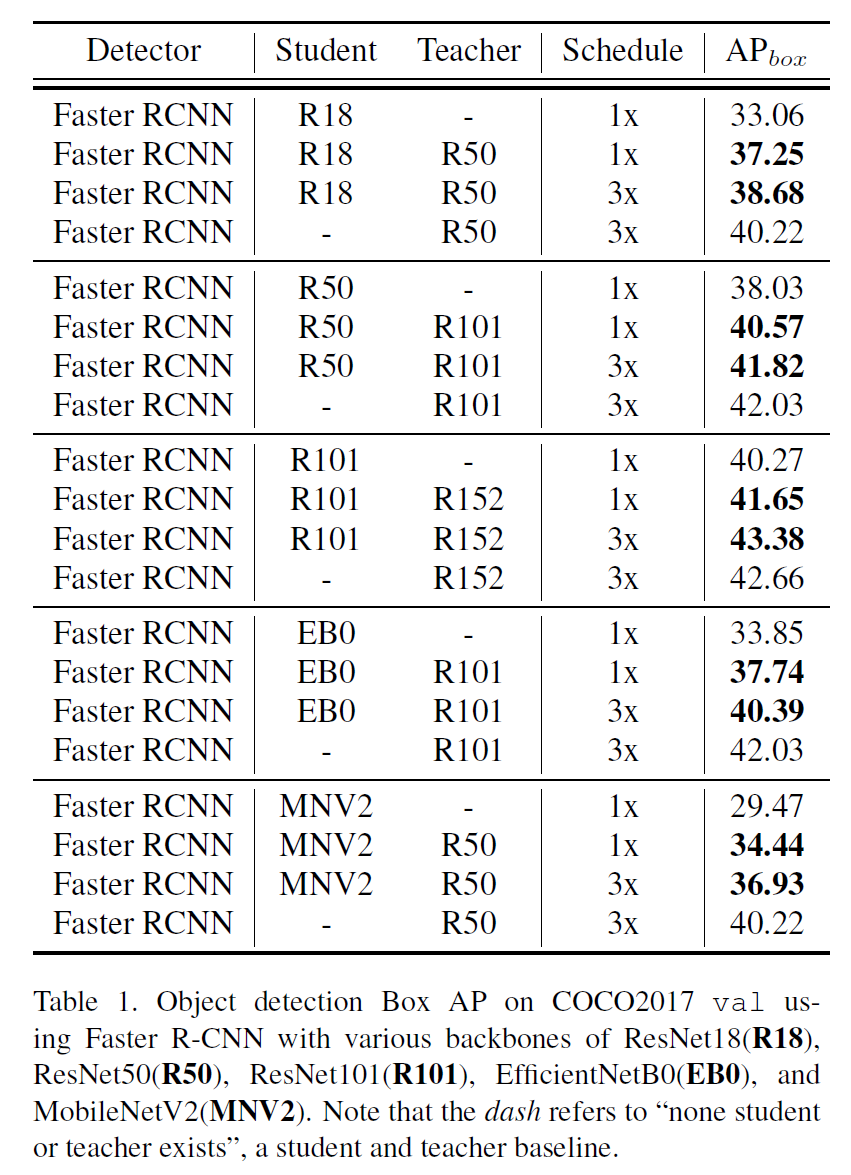 Detector Student Teacher Schedule APbox
Faster RCNN R18 - 1x 33.06
Faster RCNN R18 R50 1x 37.25
Faster RCNN R18 R50 3x 38.68
Faster RCNN - R50 3x 40.22
Faster RCNN R50 - 1x 38.03
Faster RCNN R50 R101 1x 40.57
Faster RCNN R50 R101 3x 41.82
Faster RCNN - R101 3x 42.03
Faster RCNN R101 - 1x 40.27
Faster RCNN R101 R152 1x 41.65
Faster RCNN R101 R152 3x 43.38
Faster RCNN - R152 3x 42.66
Faster RCNN EB0 - 1x 33.85
Faster RCNN EB0 R101 1x 37.74
Faster RCNN EB0 R101 3x 40.39
Faster RCNN - R101 3x 42.03
Faster RCNN MNV2 - 1x 29.47
Faster RCNN MNV2 R50 1x 34.44
Faster RCNN MNV2 R50 3x 36.93
Faster RCNN - R50 3x 40.22
Table 1. Object detection Box AP on COCO2017 val us-
ing Faster R-CNN with various backbones of ResNet18(R18),
ResNet50(R50), ResNet101(R101), EfficientNetB0(EB0), and
MobileNetV2(MNV2). Note that the dash refers to “none student
or teacher exists”, a student and teacher baseline.